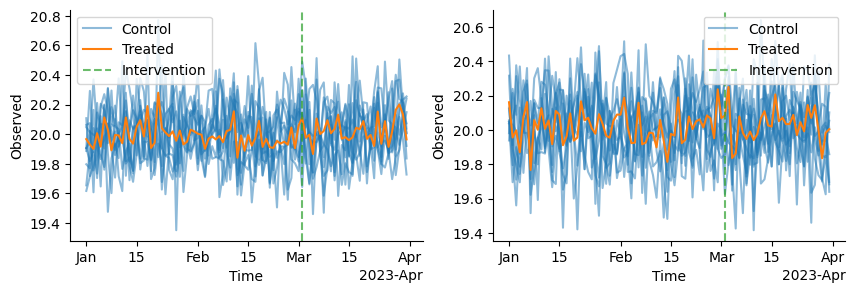 20.8
20.6
20.4
20.2
20.0
19.8
19.6
19.4
Observed
Control
Treated
Intervention
Jan
15
Feb
15
Mar
15
Apr
Time
2023-Apr
20.6
20.4
20.2
20.0
19.8
19.6
19.4
Observed
Control
Treated
Intervention
Jan
15
Feb
15
Mar
15
Apr
Time
2023-Apr